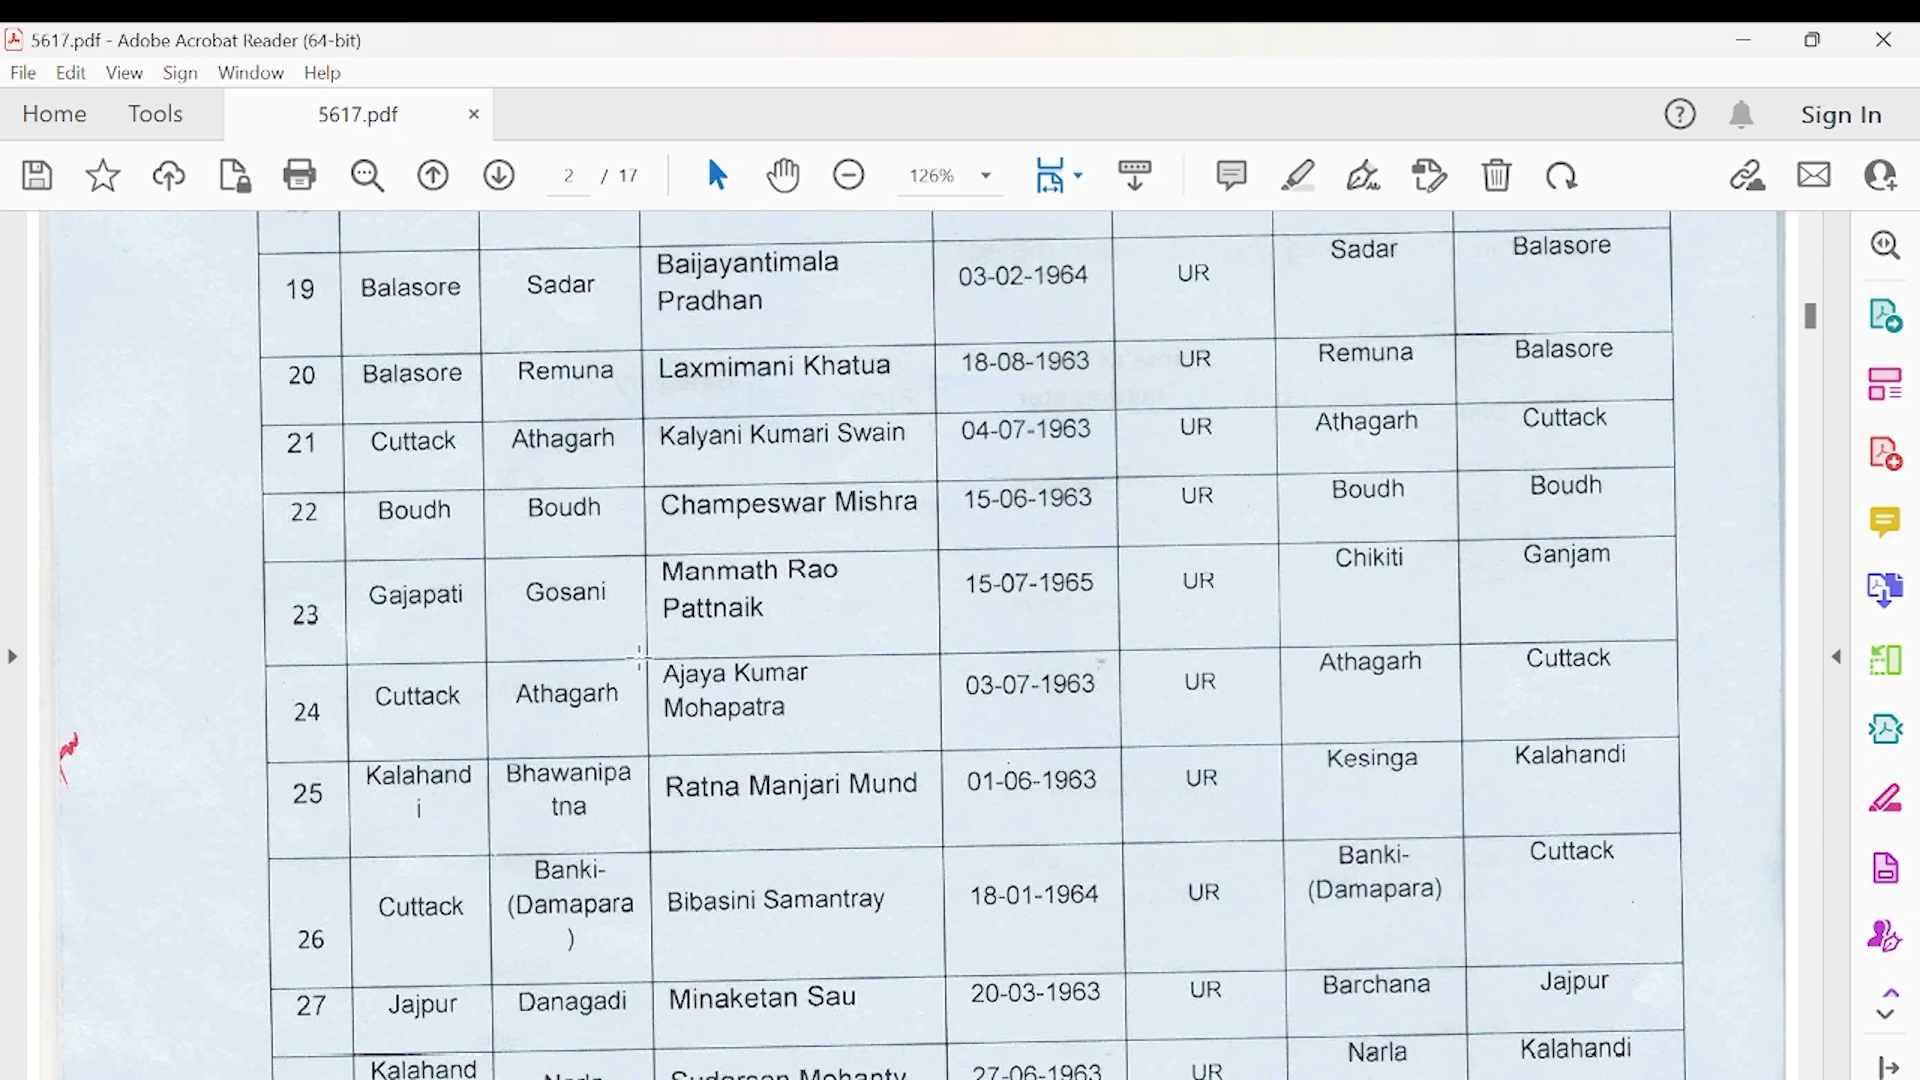 5617.pdf - Adobe Acrobat Reader (64-bit)
File Edit View Sign Window Help
Home Tools 5617.pdf Sign In
2 / 17 126%
19 Balasore Sadar Baijayantimala Pradhan 03-02-1964 UR Sadar Balasore
20 Balasore Remuna Laxmimani Khatua 18-08-1963 UR Remuna Balasore
21 Cuttack Athagarh Kalyani Kumari Swain 04-07-1963 UR Athagarh Cuttack
22 Boudh Boudh Champeswar Mishra 15-06-1963 UR Boudh Boudh
23 Gajapati Gosani Manmath Rao Pattnaik 15-07-1965 UR Chikiti Ganjam
24 Cuttack Athagarh Ajaya Kumar Mohapatra 03-07-1963 UR Athagarh Cuttack
25 Kalahand i Bhawanipa tna Ratna Manjari Mund 01-06-1963 UR Kesinga Kalahandi
26 Cuttack Banki- (Damapara ) Bibasini Samantray 18-01-1964 UR Banki- (Damapara) Cuttack
27 Jajpur Danagadi Minaketan Sau 20-03-1963 UR Barchana Jajpur
Kalahand Narla Sudarsan Mohanty 27-06-1963 UR Narla Kalahandi